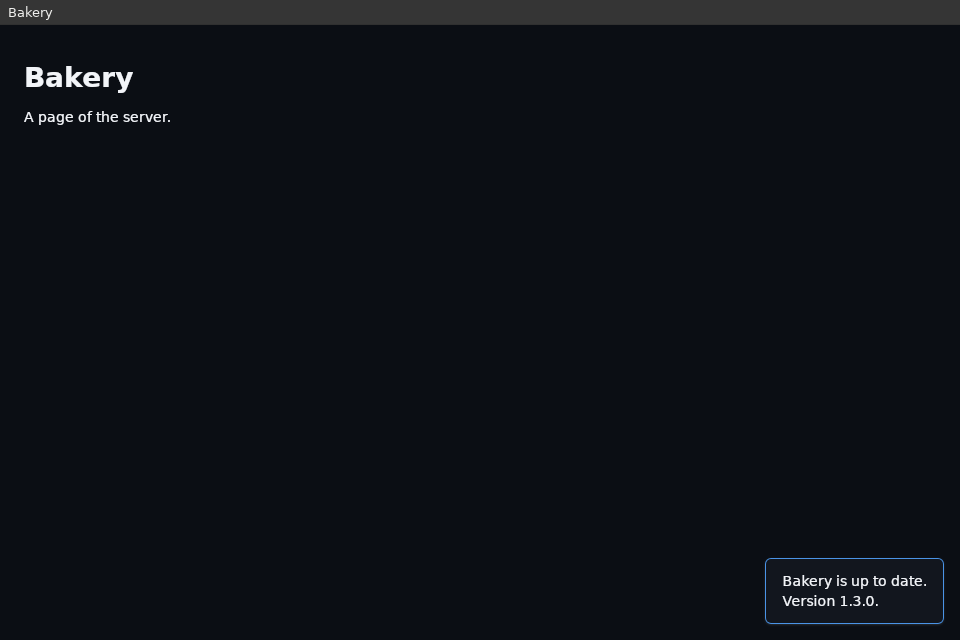 Bakery
Bakery
A page of the server.
Bakery is up to date.
Version 1.3.0.